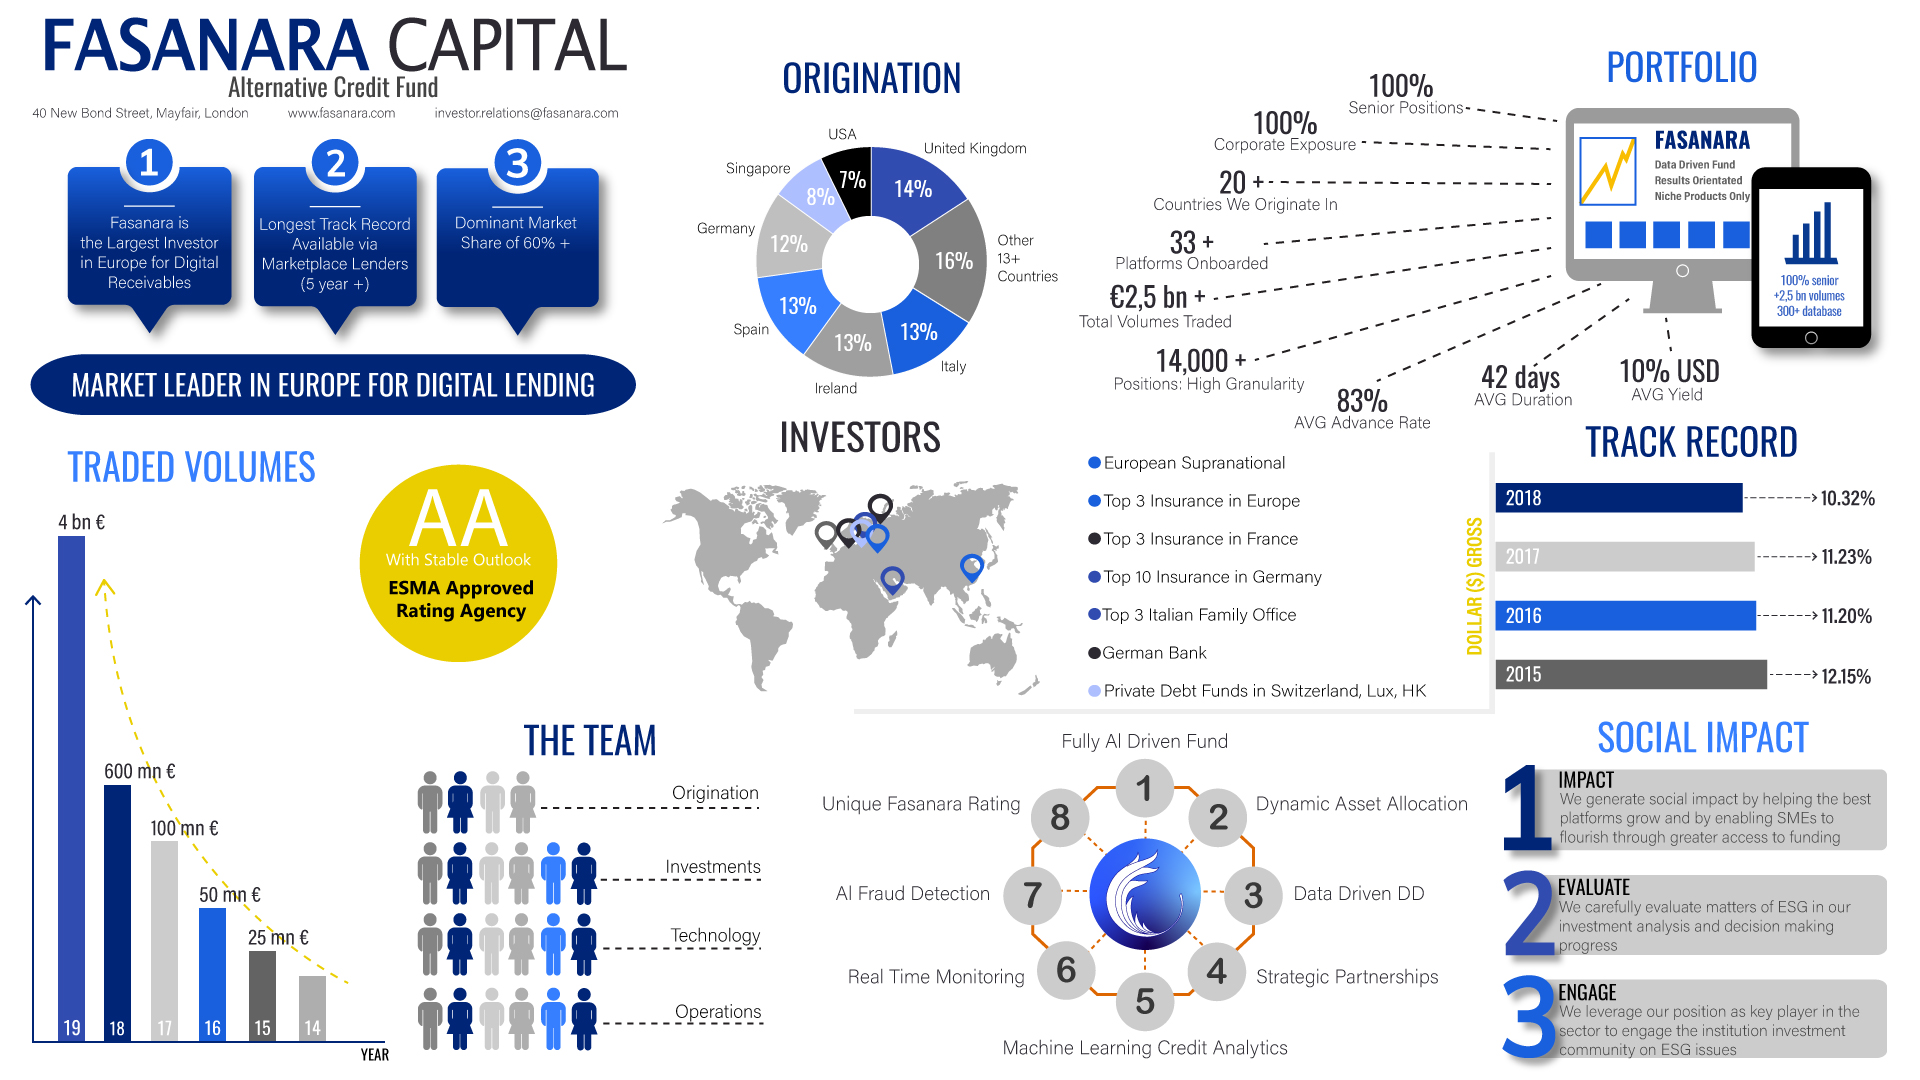 FASANARA CAPITAL
Alternative Credit Fund
40 New Bond Street, Mayfair, London
www.fasanara.com
investor.relations@fasanara.com
1
Fasanara is
the Largest Investor
in Europe for Digital
Receivables
2
Longest Track Record
Available via
Marketplace Lenders
(5 year +)
3
Dominant Market
Share of 60% +
MARKET LEADER IN EUROPE FOR DIGITAL LENDING
ORIGINATION
USA
7%
United Kingdom
14%
Other
13+
Countries
16%
Italy
13%
Ireland
13%
Spain
13%
Germany
12%
Singapore
8%
PORTFOLIO
100%
Senior Positions
100%
Corporate Exposure
20 +
Countries We Originate In
33 +
Platforms Onboarded
€2,5 bn +
Total Volumes Traded
14,000 +
Positions: High Granularity
83%
AVG Advance Rate
42 days
AVG Duration
10% USD
AVG Yield
FASANARA
Data Driven Fund
Results Orientated
Niche Products Only
100% senior
+2,5 bn volumes
300+ database
TRADED VOLUMES
4 bn €
600 mn €
100 mn €
50 mn €
25 mn €
19
18
17
16
15
14
YEAR
AA
With Stable Outlook
ESMA Approved
Rating Agency
INVESTORS
European Supranational
Top 3 Insurance in Europe
Top 3 Insurance in France
Top 10 Insurance in Germany
Top 3 Italian Family Office
German Bank
Private Debt Funds in Switzerland, Lux, HK
TRACK RECORD
DOLLAR ($) GROSS
2018
10.32%
2017
11.23%
2016
11.20%
2015
12.15%
THE TEAM
Origination
Investments
Technology
Operations
Fully AI Driven Fund
1
Dynamic Asset Allocation
2
Data Driven DD
3
Strategic Partnerships
4
Machine Learning Credit Analytics
5
Real Time Monitoring
6
AI Fraud Detection
7
Unique Fasanara Rating
8
SOCIAL IMPACT
1
IMPACT
We generate social impact by helping the best
platforms grow and by enabling SMEs to
flourish through greater access to funding
2
EVALUATE
We carefully evaluate matters of ESG in our
investment analysis and decision making
progress
3
ENGAGE
We leverage our position as key player in the
sector to engage the institution investment
community on ESG issues